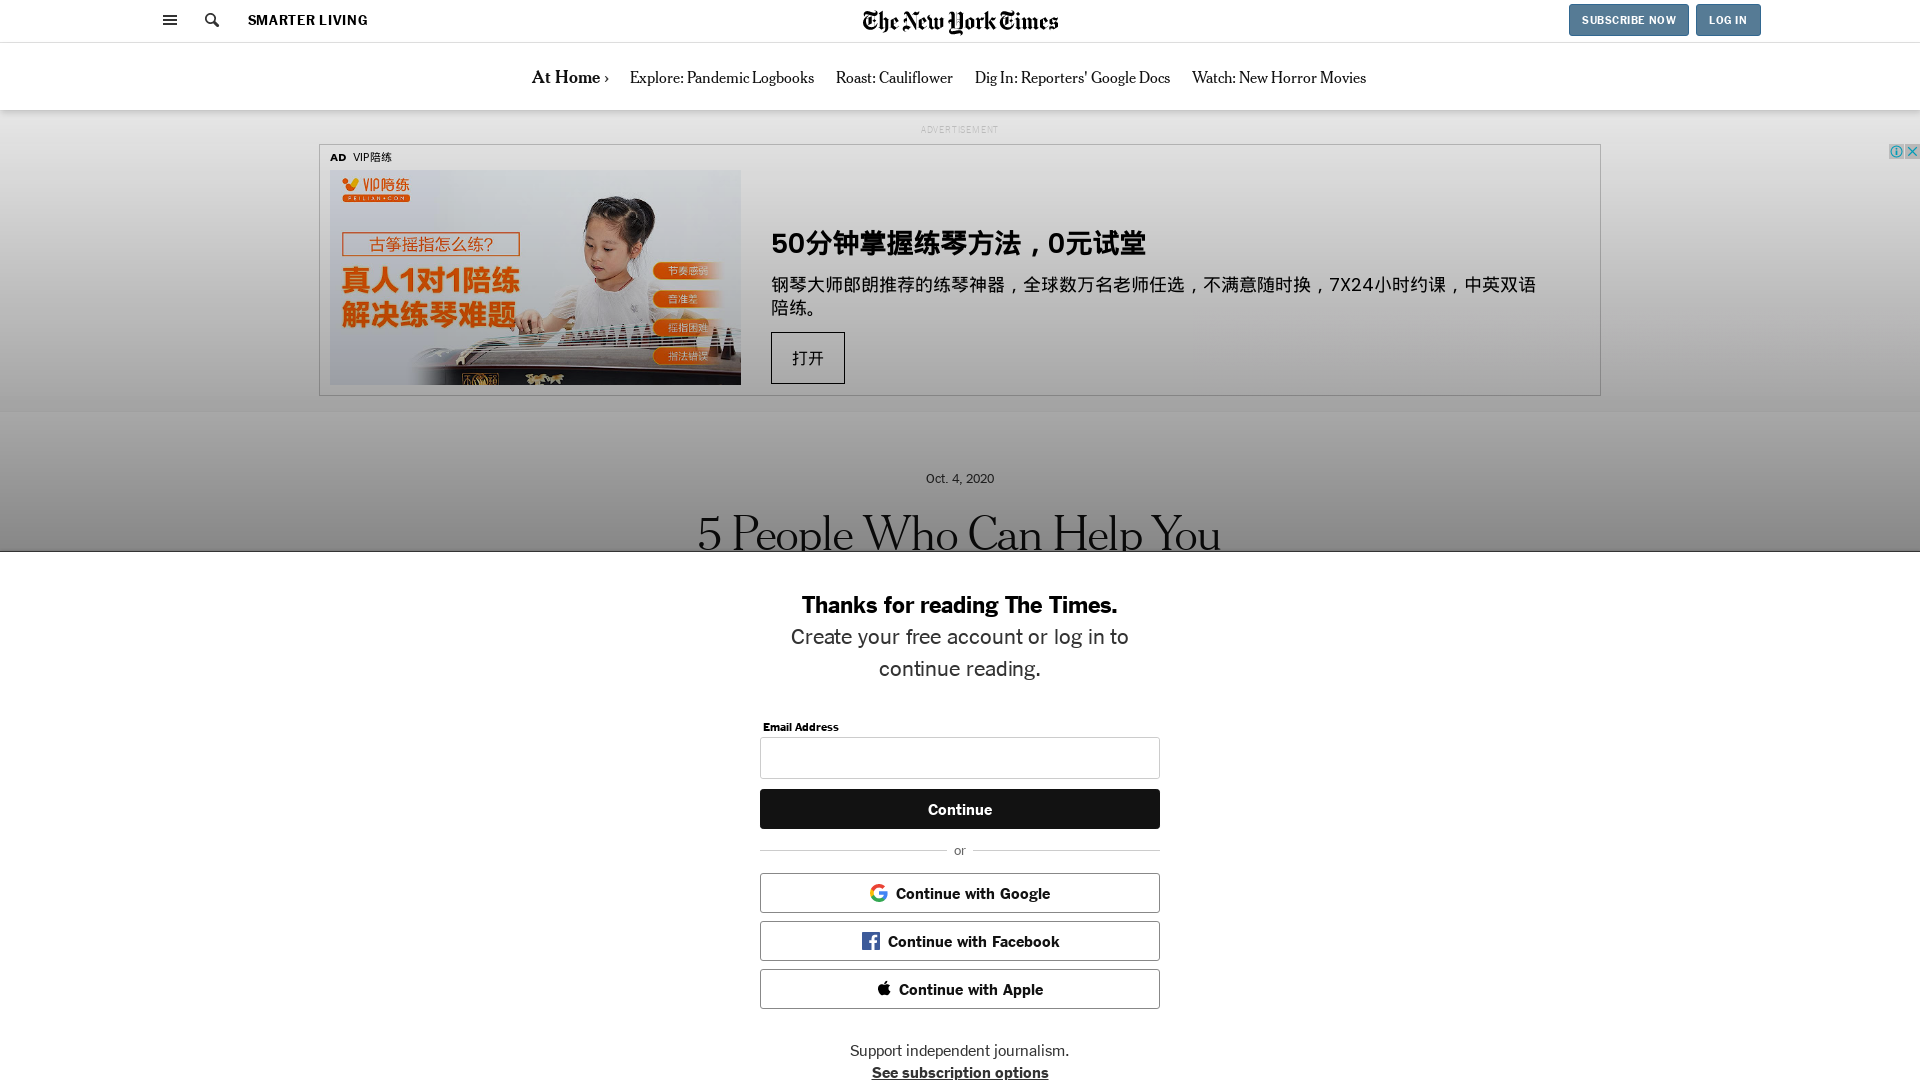 SMARTER LIVING
The New York Times
SUBSCRIBE NOW
LOG IN
At Home ›
Explore: Pandemic Logbooks
Roast: Cauliflower
Dig In: Reporters' Google Docs
Watch: New Horror Movies
ADVERTISEMENT
AD VIP陪练
VIP陪练
PEILIAN•COM
古筝摇指怎么练?
真人1对1陪练
解决练琴难题
节奏感弱
音准差
摇指困难
指法错误
50分钟掌握练琴方法，0元试堂
钢琴大师郎朗推荐的练琴神器，全球数万名老师任选，不满意随时换，7X24小时约课，中英双语
陪练。
打开
Oct. 4, 2020
5 People Who Can Help You
Thanks for reading The Times.
Create your free account or log in to
continue reading.
Email Address
Continue
or
Continue with Google
Continue with Facebook
Continue with Apple
Support independent journalism.
See subscription options